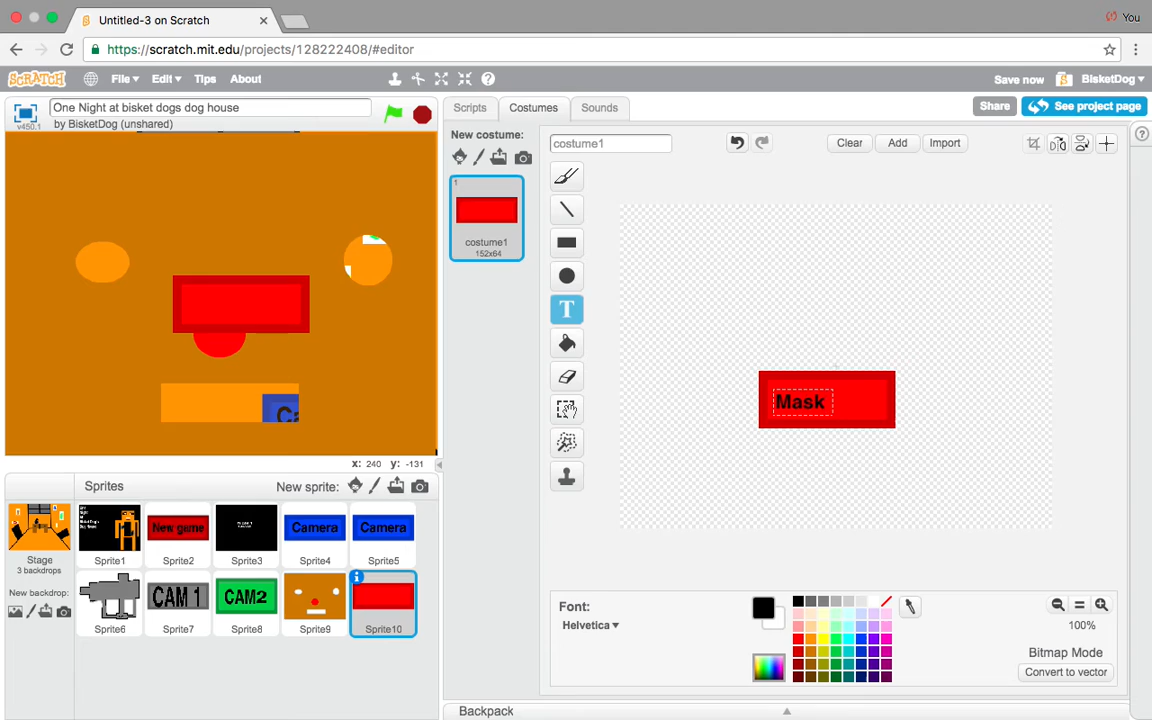 Untitled-3 on Scratch
You
https://scratch.mit.edu/projects/128222408/#editor
SCRATCH
File
Edit
Tips
About
Save now
BisketDog
v450.1
One Night at bisket dogs dog house
by BisketDog (unshared)
Scripts
Costumes
Sounds
Share
See project page
New costume:
costume1
Clear
Add
Import
1
costume1
152x64
T
Mask
Ca
x: 240 y: -131
Sprites
New sprite:
New game
Camera
Camera
Stage
3 backdrops
Sprite1
Sprite2
Sprite3
Sprite4
Sprite5
New backdrop:
CAM 1
CAM2
Sprite6
Sprite7
Sprite8
Sprite9
Sprite10
Font:
Helvetica
100%
Bitmap Mode
Convert to vector
Backpack